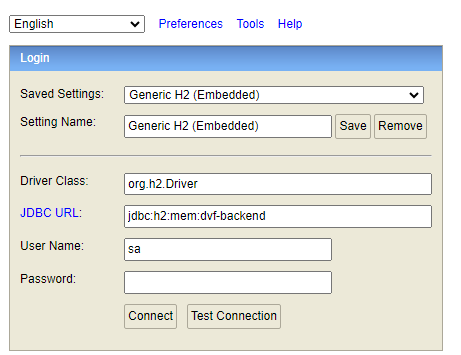 English Preferences Tools Help
Login
Saved Settings: Generic H2 (Embedded)
Setting Name: Generic H2 (Embedded) Save Remove
Driver Class: org.h2.Driver
JDBC URL: jdbc:h2:mem:dvf-backend
User Name: sa
Password:
Connect Test Connection